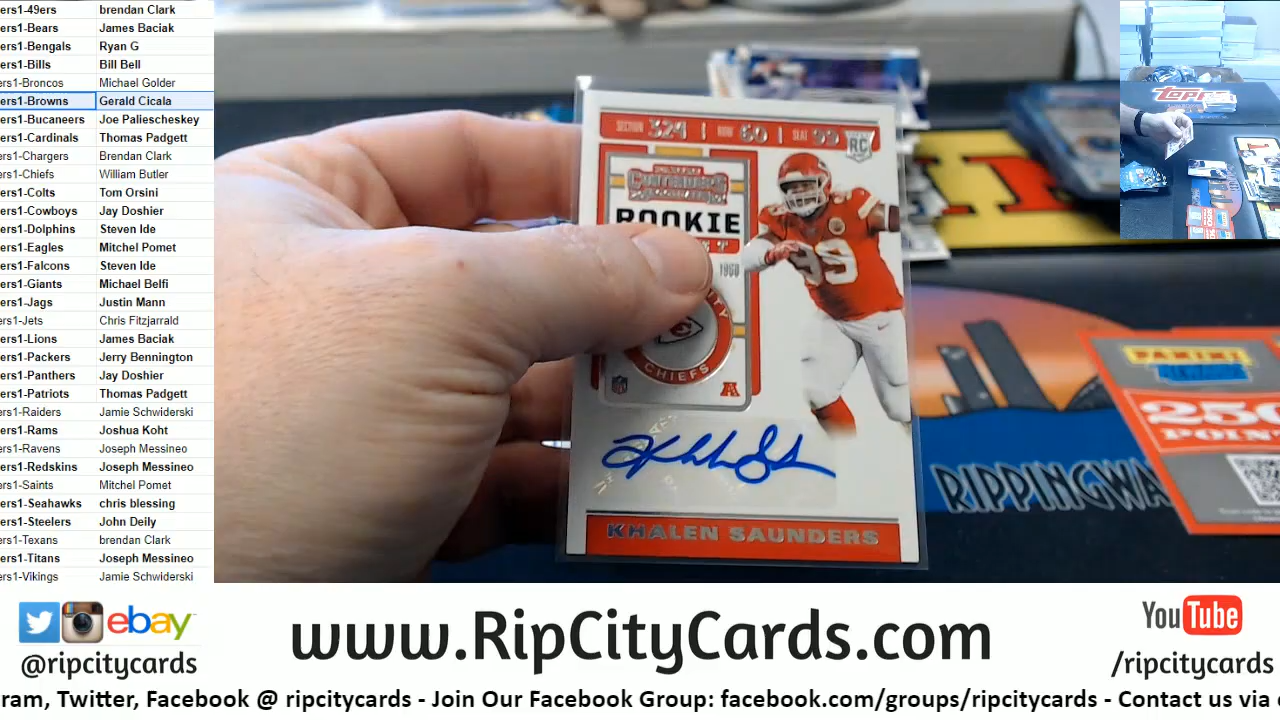 ers1-49ers brendan Clark
ers1-Bears James Baciak
ers1-Bengals Ryan G
ers1-Bills Bill Bell
ers1-Broncos Michael Golder
ers1-Browns Gerald Cicala
ers1-Bucaneers Joe Paliescheskey
ers1-Cardinals Thomas Padgett
ers1-Chargers Brendan Clark
ers1-Chiefs William Butler
ers1-Colts Tom Orsini
ers1-Cowboys Jay Doshier
ers1-Dolphins Steven Ide
ers1-Eagles Mitchel Pomet
ers1-Falcons Steven Ide
ers1-Giants Michael Belfi
ers1-Jags Justin Mann
ers1-Jets Chris Fitzjarrald
ers1-Lions James Baciak
ers1-Packers Jerry Bennington
ers1-Panthers Jay Doshier
ers1-Patriots Thomas Padgett
ers1-Raiders Jamie Schwiderski
ers1-Rams Joshua Koht
ers1-Ravens Joseph Messineo
ers1-Redskins Joseph Messineo
ers1-Saints Mitchel Pomet
ers1-Seahawks chris blessing
ers1-Steelers John Deily
ers1-Texans brendan Clark
ers1-Titans Joseph Messineo
ers1-Vikings Jamie Schwiderski
SECTION 324 | ROW 60 | SEAT 99
RC
CONTENDERS
ROOKIE
1960
99
CHIEFS
KHALEN SAUNDERS
Topps
PANINI
REWARDS
250
POINT
RIPPINGWA
ebay
@ripcitycards
www.RipCityCards.com
YouTube
/ripcitycards
ram, Twitter, Facebook @ ripcitycards - Join Our Facebook Group: facebook.com/groups/ripcitycards - Contact us via